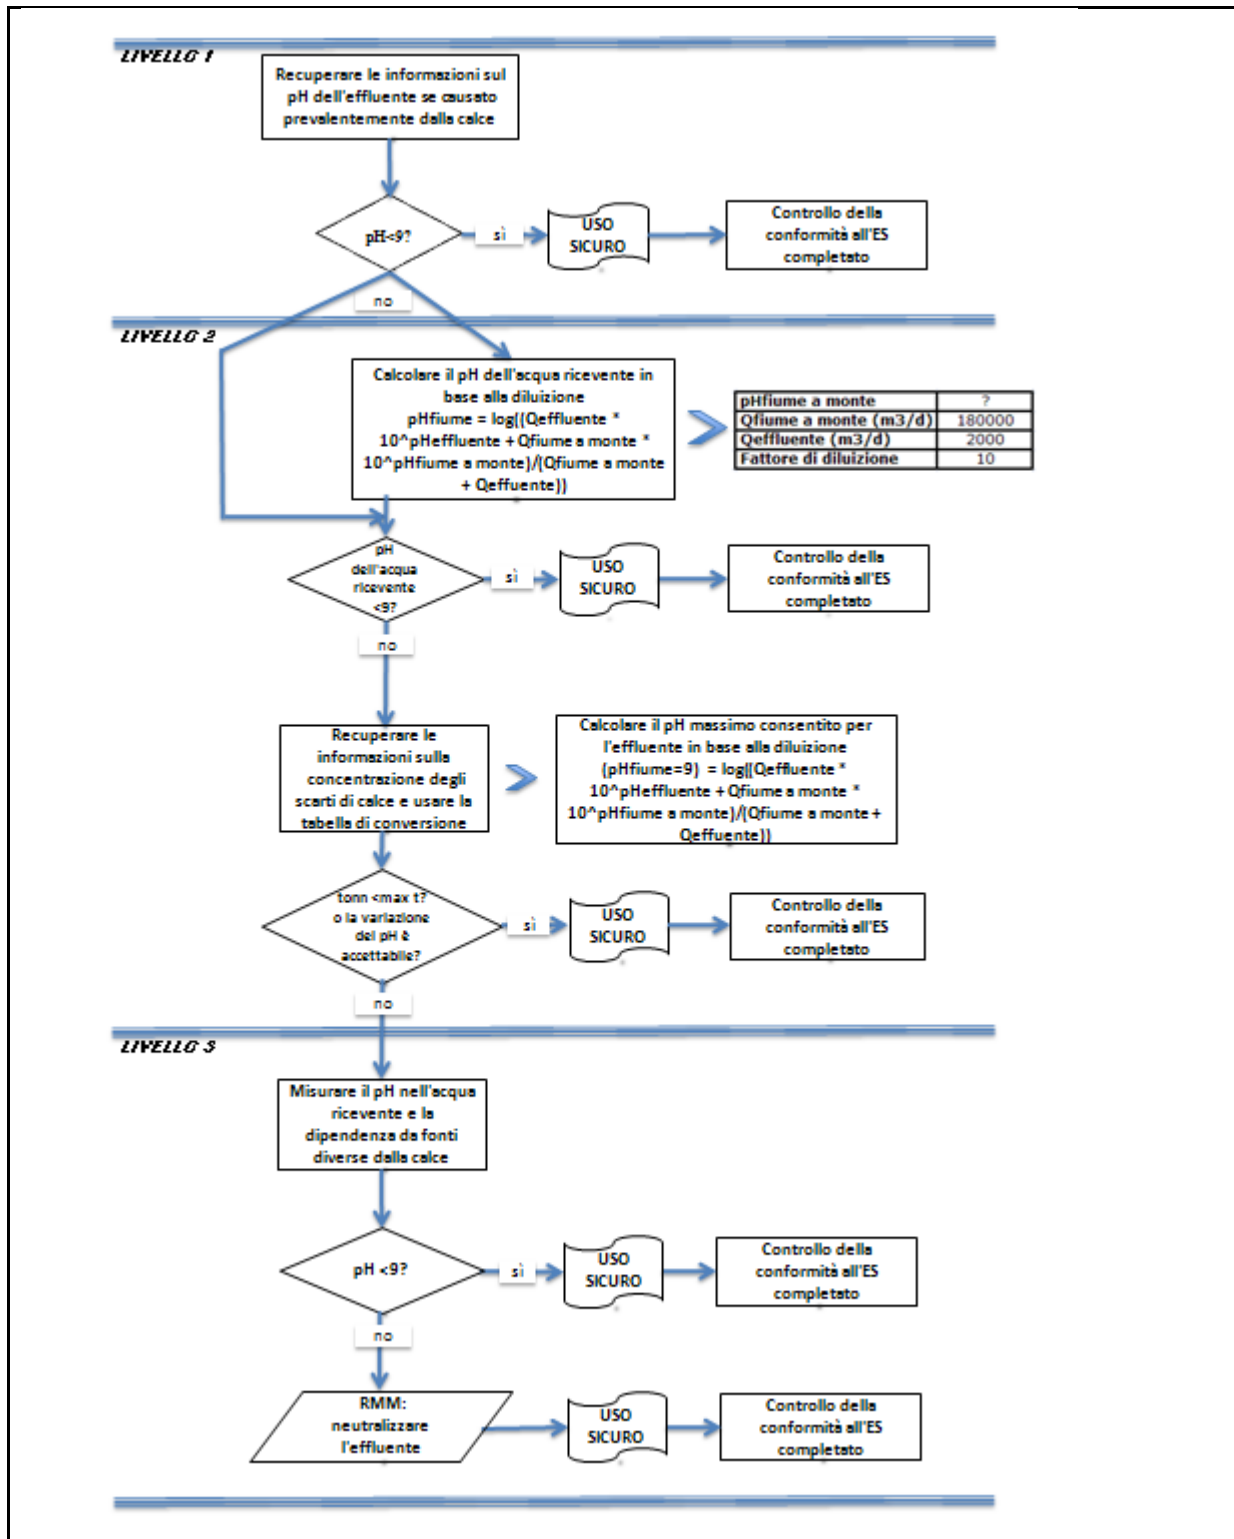 LIVELLO 1
Recuperare le informazioni sul
pH dell'effluente se causato
prevalentemente dalla calce
pH<9?
sì
USO
SICURO
Controllo della
conformità all'ES
completato
no
LIVELLO 2
Calcolare il pH dell'acqua ricevente in
base alla diluizione
pHfiume = log((Qeffluente *
10^pHeffluente + Qfiume a monte *
10^pHfiume a monte)/(Qfiume a monte
+ Qeffuente))
pHfiume a monte ?
Qfiume a monte (m3/d) 180000
Qeffluente (m3/d) 2000
Fattore di diluizione 10
pH
dell'acqua
ricevente
<9?
sì
USO
SICURO
Controllo della
conformità all'ES
completato
no
Recuperare le
informazioni sulla
concentrazione degli
scarti di calce e usare la
tabella di conversione
Calcolare il pH massimo consentito per
l'effluente in base alla diluizione
(pHfiume=9) = log((Qeffluente *
10^pHeffluente + Qfiume a monte *
10^pHfiume a monte)/(Qfiume a monte +
Qeffuente))
tonn <max t?
o la variazione
del pH è
accettabile?
sì
USO
SICURO
Controllo della
conformità all'ES
completato
no
LIVELLO 3
Misurare il pH nell'acqua
ricevente e la
dipendenza da fonti
diverse dalla calce
pH <9?
sì
USO
SICURO
Controllo della
conformità all'ES
completato
no
RMM:
neutralizzare
l'effluente
USO
SICURO
Controllo della
conformità all'ES
completato